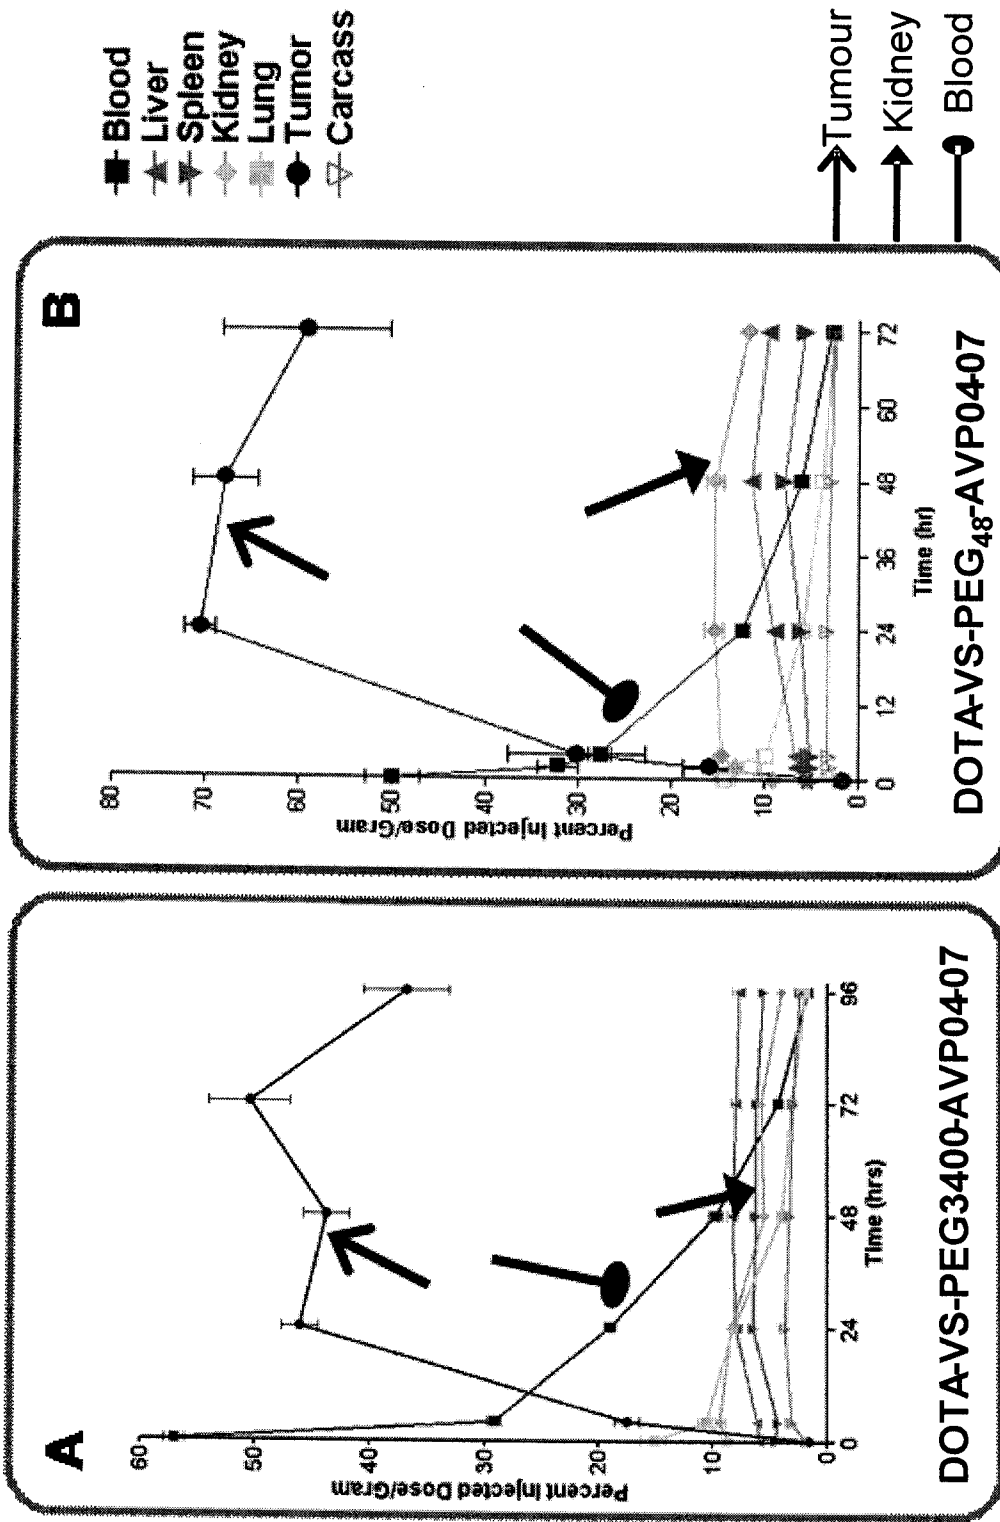 A
60
50
40
30
20
10
0
Percent Injected Dose/Gram
0
24
48
72
96
Time (hrs)
DOTA-VS-PEG3400-AVP04-07
B
80
70
60
50
40
30
20
10
0
Percent Injected Dose/Gram
0
12
24
36
48
60
72
Time (hr)
DOTA-VS-PEG48-AVP04-07
Blood
Liver
Spleen
Kidney
Lung
Tumor
Carcass
Tumour
Kidney
Blood